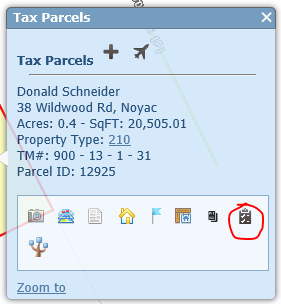 Tax Parcels
Tax Parcels
Donald Schneider
38 Wildwood Rd, Noyac
Acres: 0.4 - SqFT: 20,505.01
Property Type: 210
TM#: 900 - 13 - 1 - 31
Parcel ID: 12925
Zoom to